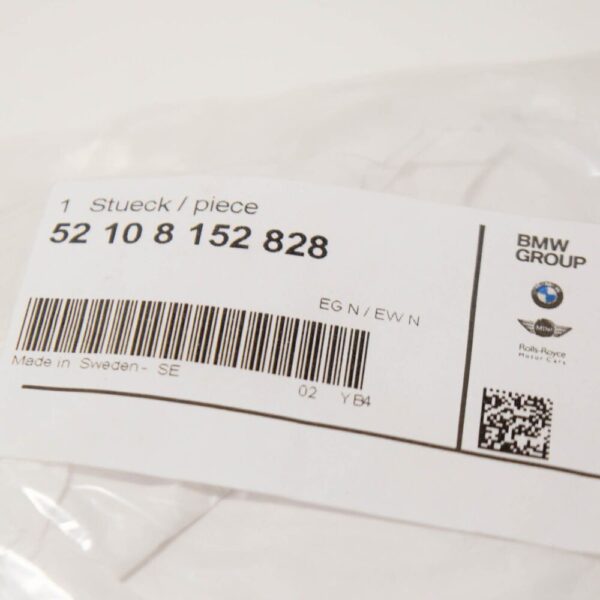 1 Stueck / piece
52 10 8 152 828
EG N / EW N
Made in Sweden- SE
02 YB4
BMW
GROUP
MINI
Rolls-Royce
Motor Cars